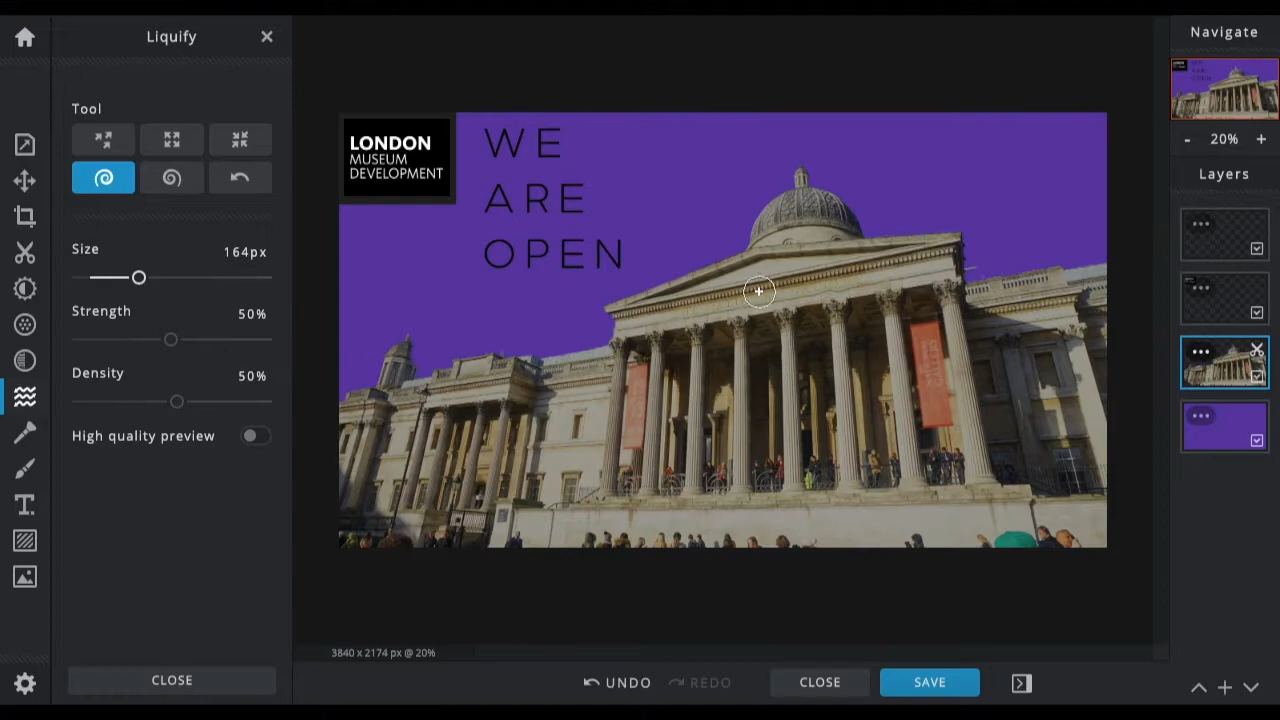 Liquify
Tool
Size
164px
Strength
50%
Density
50%
High quality preview
CLOSE
LONDON
MUSEUM
DEVELOPMENT
WE
ARE
OPEN
3840 x 2174 px @ 20%
UNDO
REDO
CLOSE
SAVE
Navigate
- 20% +
Layers